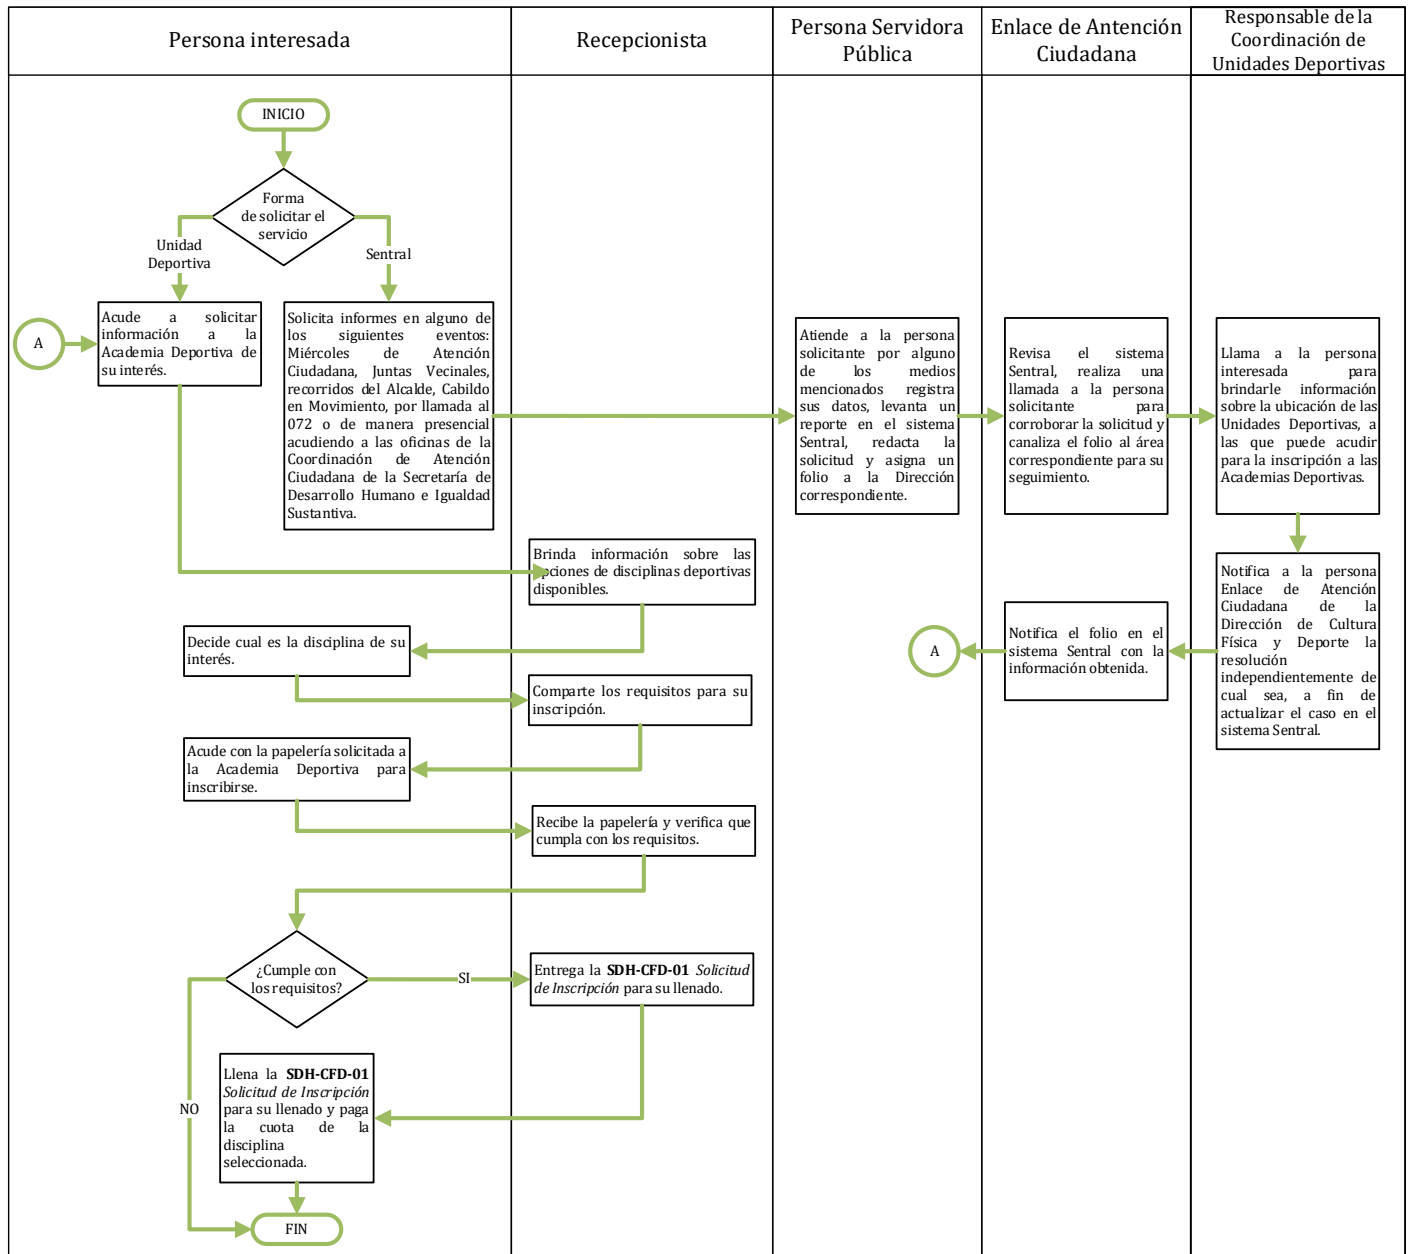 Persona interesada
Recepcionista
Persona Servidora
Pública
Enlace de Antención
Ciudadana
Responsable de la
Coordinación de
Unidades Deportivas
INICIO
Forma
de solicitar el
servicio
Unidad
Deportiva
Sentral
A
Acude a solicitar
información a la
Academia Deportiva de
su interés.
Solicita informes en alguno de
los siguientes eventos:
Miércoles de Atención
Ciudadana, Juntas Vecinales,
recorridos del Alcalde, Cabildo
en Movimiento, por llamada al
072 o de manera presencial
acudiendo a las oficinas de la
Coordinación de Atención
Ciudadana de la Secretaría de
Desarrollo Humano e Igualdad
Sustantiva.
Atiende a la persona
solicitante por alguno
de los medios
mencionados registra
sus datos, levanta un
reporte en el sistema
Sentral, redacta la
solicitud y asigna un
folio a la Dirección
correspondiente.
Revisa el sistema
Sentral, realiza una
llamada a la persona
solicitante para
corroborar la solicitud y
canaliza el folio al área
correspondiente para su
seguimiento.
Llama a la persona
interesada para
brindarle información
sobre la ubicación de las
Unidades Deportivas, a
las que puede acudir
para la inscripción a las
Academias Deportivas.
Brinda información sobre las
opciones de disciplinas deportivas
disponibles.
Notifica a la persona
Enlace de Atención
Ciudadana de la
Dirección de Cultura
Física y Deporte la
resolución
independientemente de
cual sea, a fin de
actualizar el caso en el
sistema Sentral.
Notifica el folio en el
sistema Sentral con la
información obtenida.
A
Decide cual es la disciplina de su
interés.
Comparte los requisitos para su
inscripción.
Acude con la papelería solicitada a
la Academia Deportiva para
inscribirse.
Recibe la papelería y verifica que
cumpla con los requisitos.
¿Cumple con
los requisitos?
SI
Entrega la SDH-CFD-01 Solicitud
de Inscripción para su llenado.
NO
Llena la SDH-CFD-01
Solicitud de Inscripción
para su llenado y paga
la cuota de la
disciplina
seleccionada.
FIN